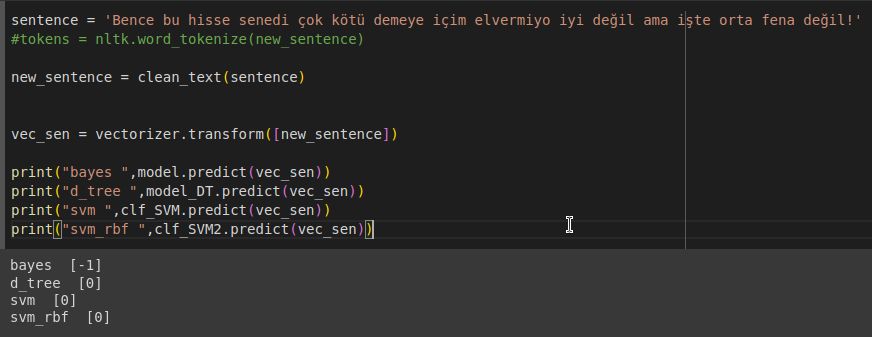 sentence = 'Bence bu hisse senedi çok kötü demeye içim elvermiyo iyi değil ama işte orta fena değil!'
#tokens = nltk.word_tokenize(new_sentence)
new_sentence = clean_text(sentence)
vec_sen = vectorizer.transform([new_sentence])
print("bayes ",model.predict(vec_sen))
print("d_tree ",model_DT.predict(vec_sen))
print("svm ",clf_SVM.predict(vec_sen))
print("svm_rbf ",clf_SVM2.predict(vec_sen))
bayes  [-1]
d_tree  [0]
svm  [0]
svm_rbf  [0]